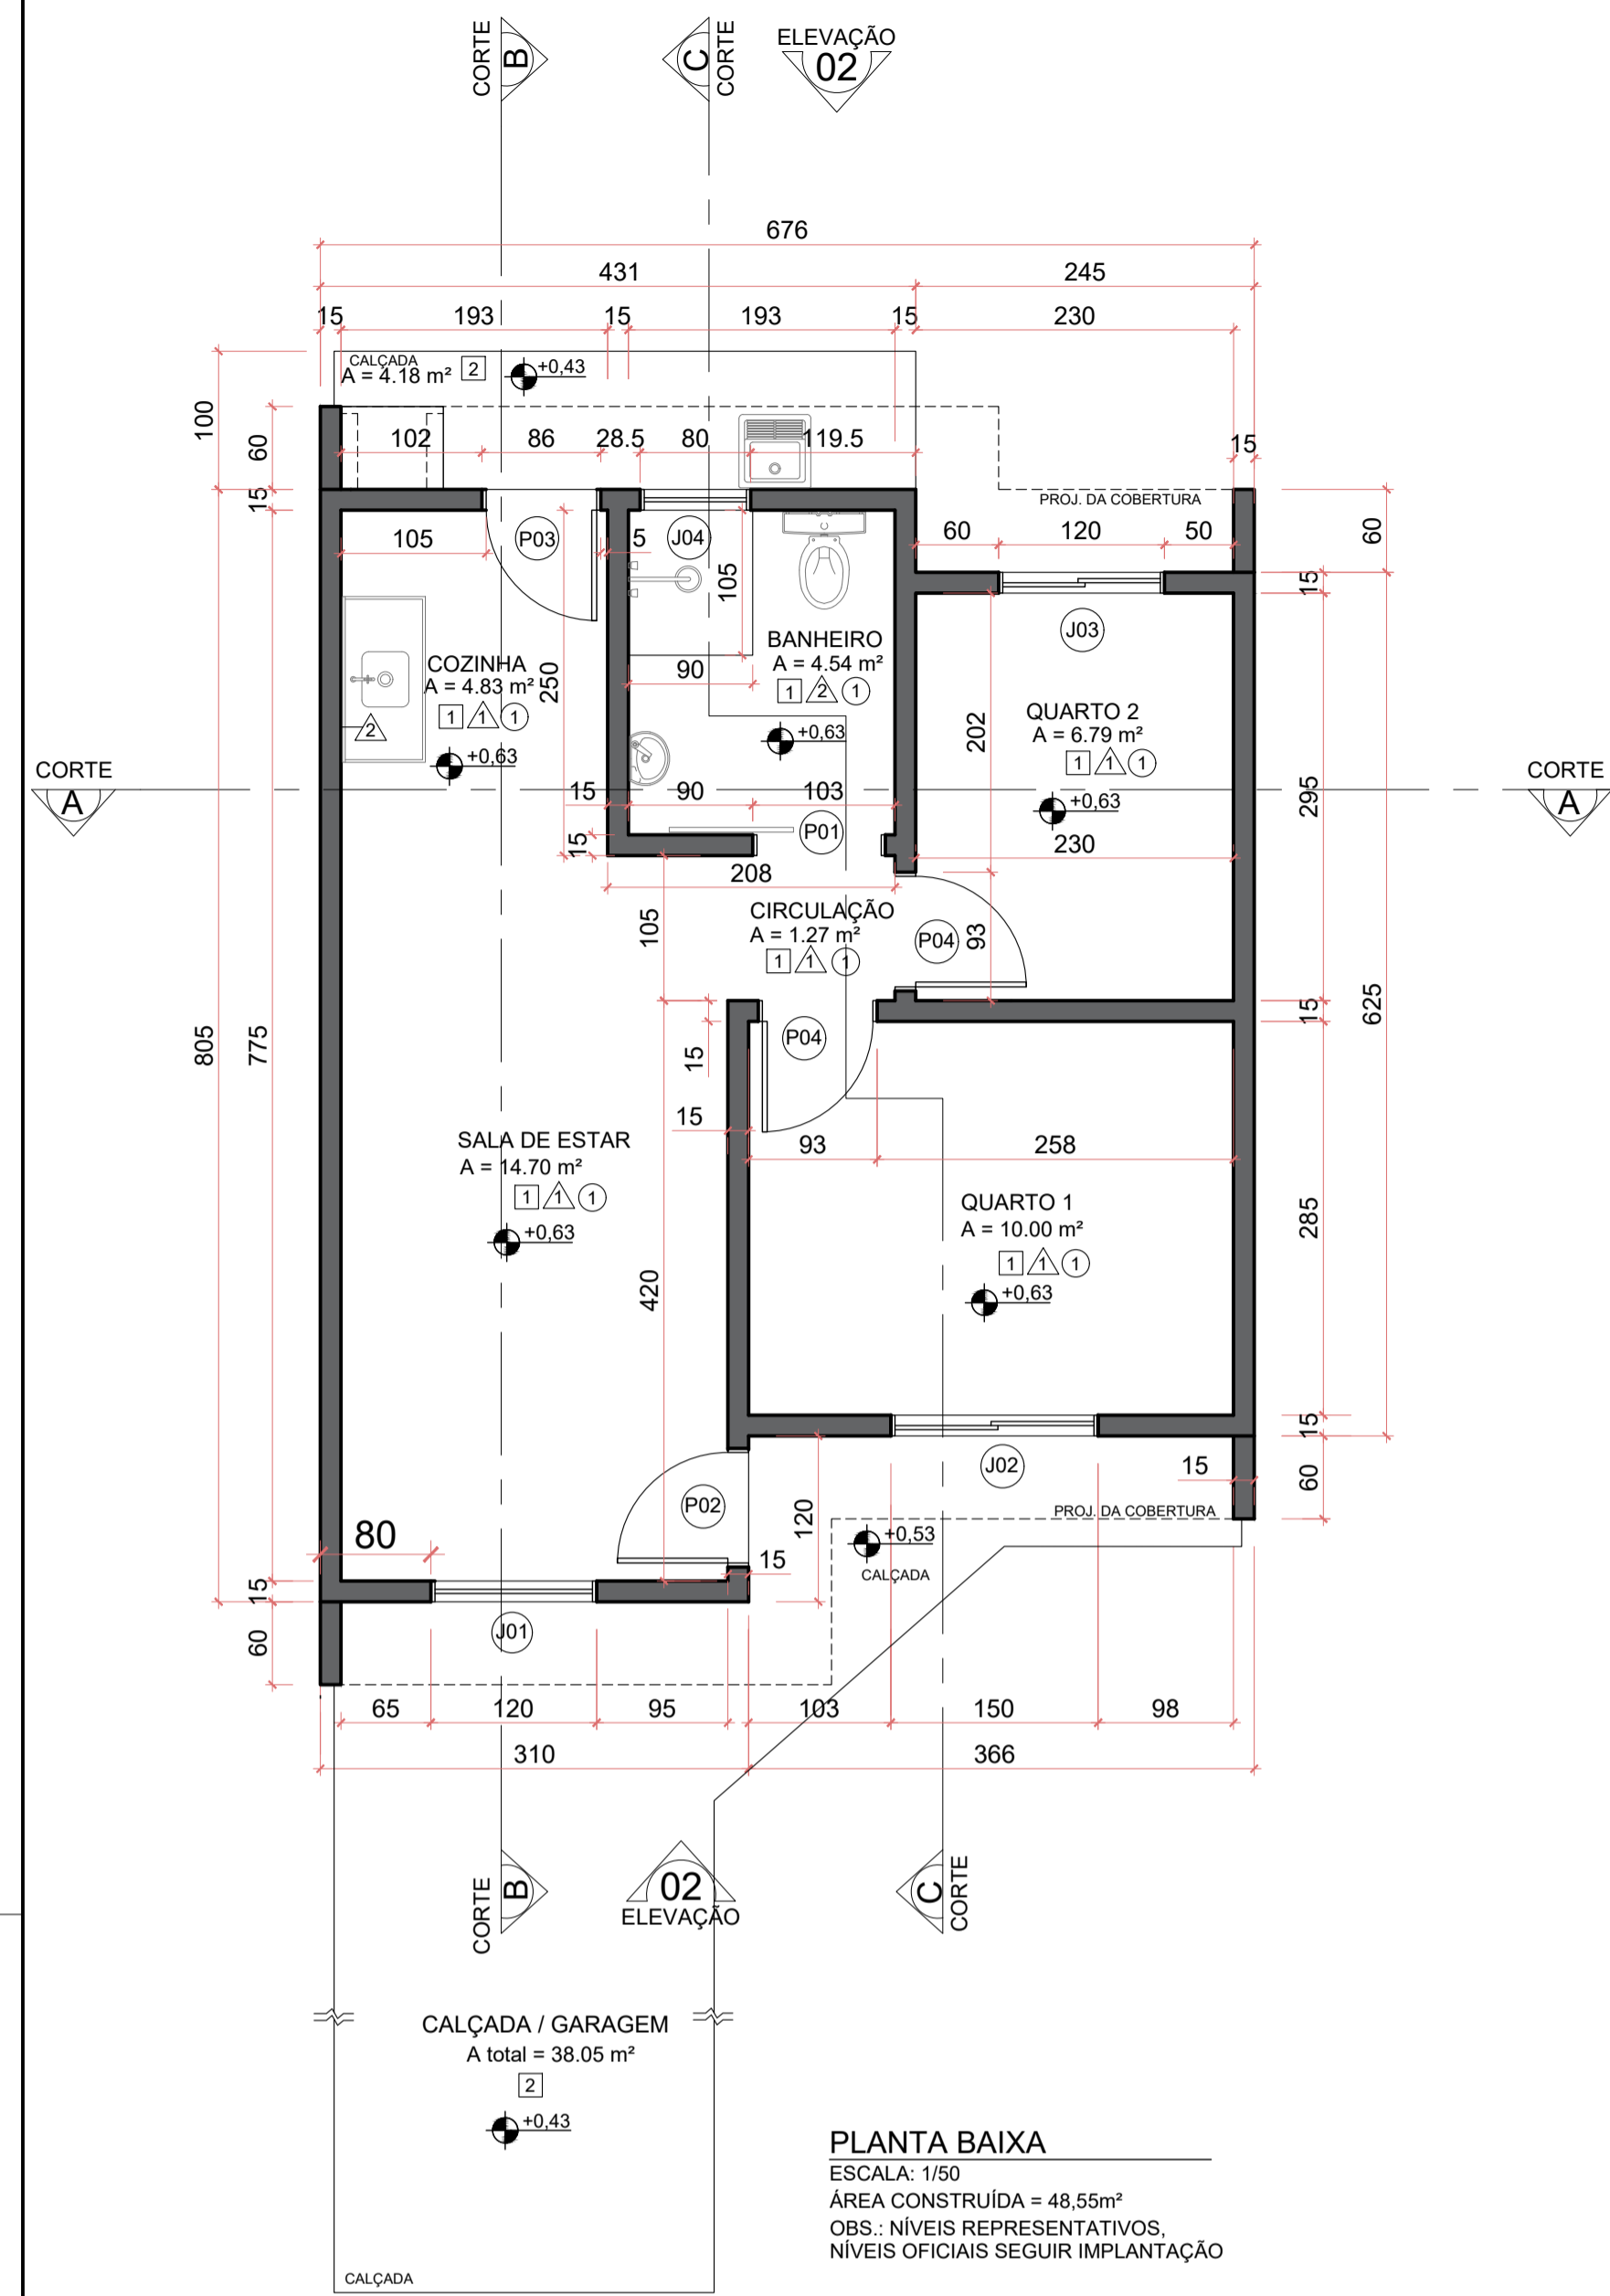 CORTE
B
C
CORTE
ELEVAÇÃO
02
676
431
245
15
193
15
193
15
230
CALÇADA
A = 4.18 m²
2
+0,43
100
60
102
86
28.5
80
119.5
15
15
PROJ. DA COBERTURA
60
120
50
60
105
P03
5
J04
105
15
J03
BANHEIRO
A = 4.54 m²
1
2
1
COZINHA
A = 4.83 m²
1
1
1
250
90
2
+0,63
+0,63
202
QUARTO 2
A = 6.79 m²
1
1
1
+0,63
295
CORTE
A
CORTE
A
15
90
103
P01
15
230
208
CIRCULAÇÃO
A = 1.27 m²
1
1
1
105
P04
93
805
775
15
625
P04
15
15
93
258
SALA DE ESTAR
A = 14.70 m²
1
1
1
+0,63
QUARTO 1
A = 10.00 m²
1
1
1
+0,63
285
420
15
J02
15
60
PROJ. DA COBERTURA
P02
120
+0,53
CALÇADA
80
15
15
60
J01
65
120
95
103
150
98
310
366
CORTE
B
02
ELEVAÇÃO
C
CORTE
CALÇADA / GARAGEM
A total = 38.05 m²
2
+0,43
PLANTA BAIXA
ESCALA: 1/50
ÁREA CONSTRUÍDA = 48,55m²
OBS.: NÍVEIS REPRESENTATIVOS,
NÍVEIS OFICIAIS SEGUIR IMPLANTAÇÃO
CALÇADA